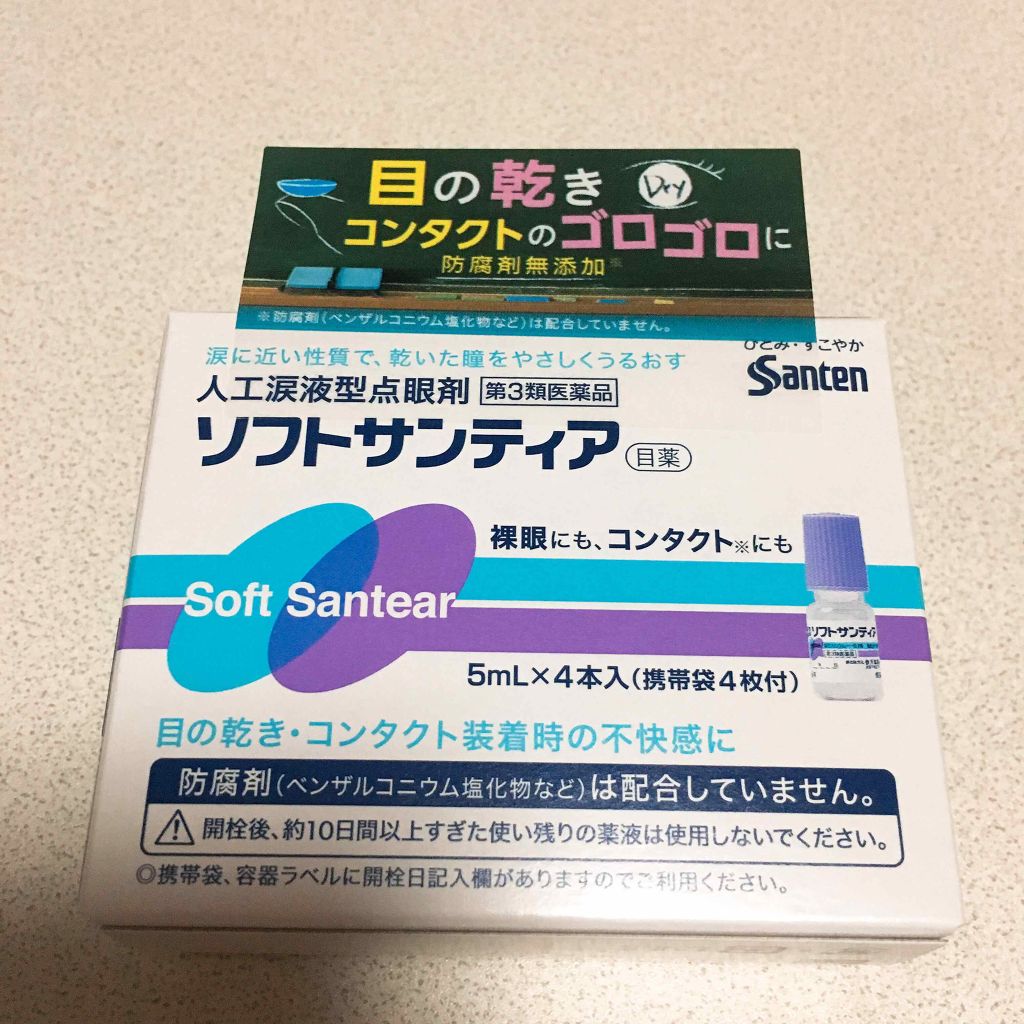 目の乾き Dry
コンタクトのゴロゴロに
防腐剤無添加※
※防腐剤(ベンザルコニウム塩化物など)は配合していません。
ひとみ・すこやか
Santen
涙に近い性質で、乾いた瞳をやさしくうるおす
人工涙液型点眼剤 第3類医薬品
ソフトサンティア 目薬
裸眼にも、コンタクト※にも
Soft Santear
ソフトサンティア
5mL×4本入(携帯袋4枚付)
目の乾き・コンタクト装着時の不快感に
防腐剤(ベンザルコニウム塩化物など)は配合していません。
開栓後、約10日間以上すぎた使い残りの薬液は使用しないでください。
◎携帯袋、容器ラベルに開栓日記入欄がありますのでご利用ください。